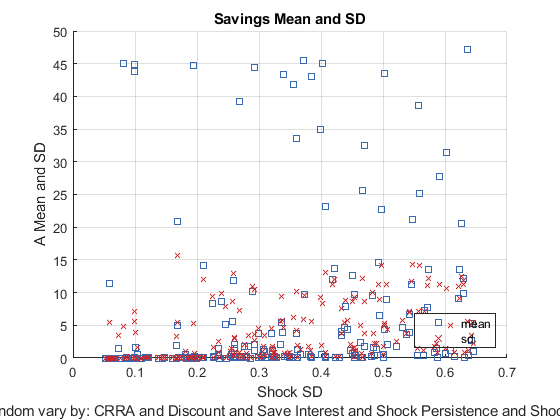 Savings Mean and SD
A Mean and SD
50
45
40
35
30
25
20
15
10
5
0
mean
sd
0 0.1 0.2 0.3 0.4 0.5 0.6 0.7
Shock SD
ndom vary by: CRRA and Discount and Save Interest and Shock Persistence and Sho